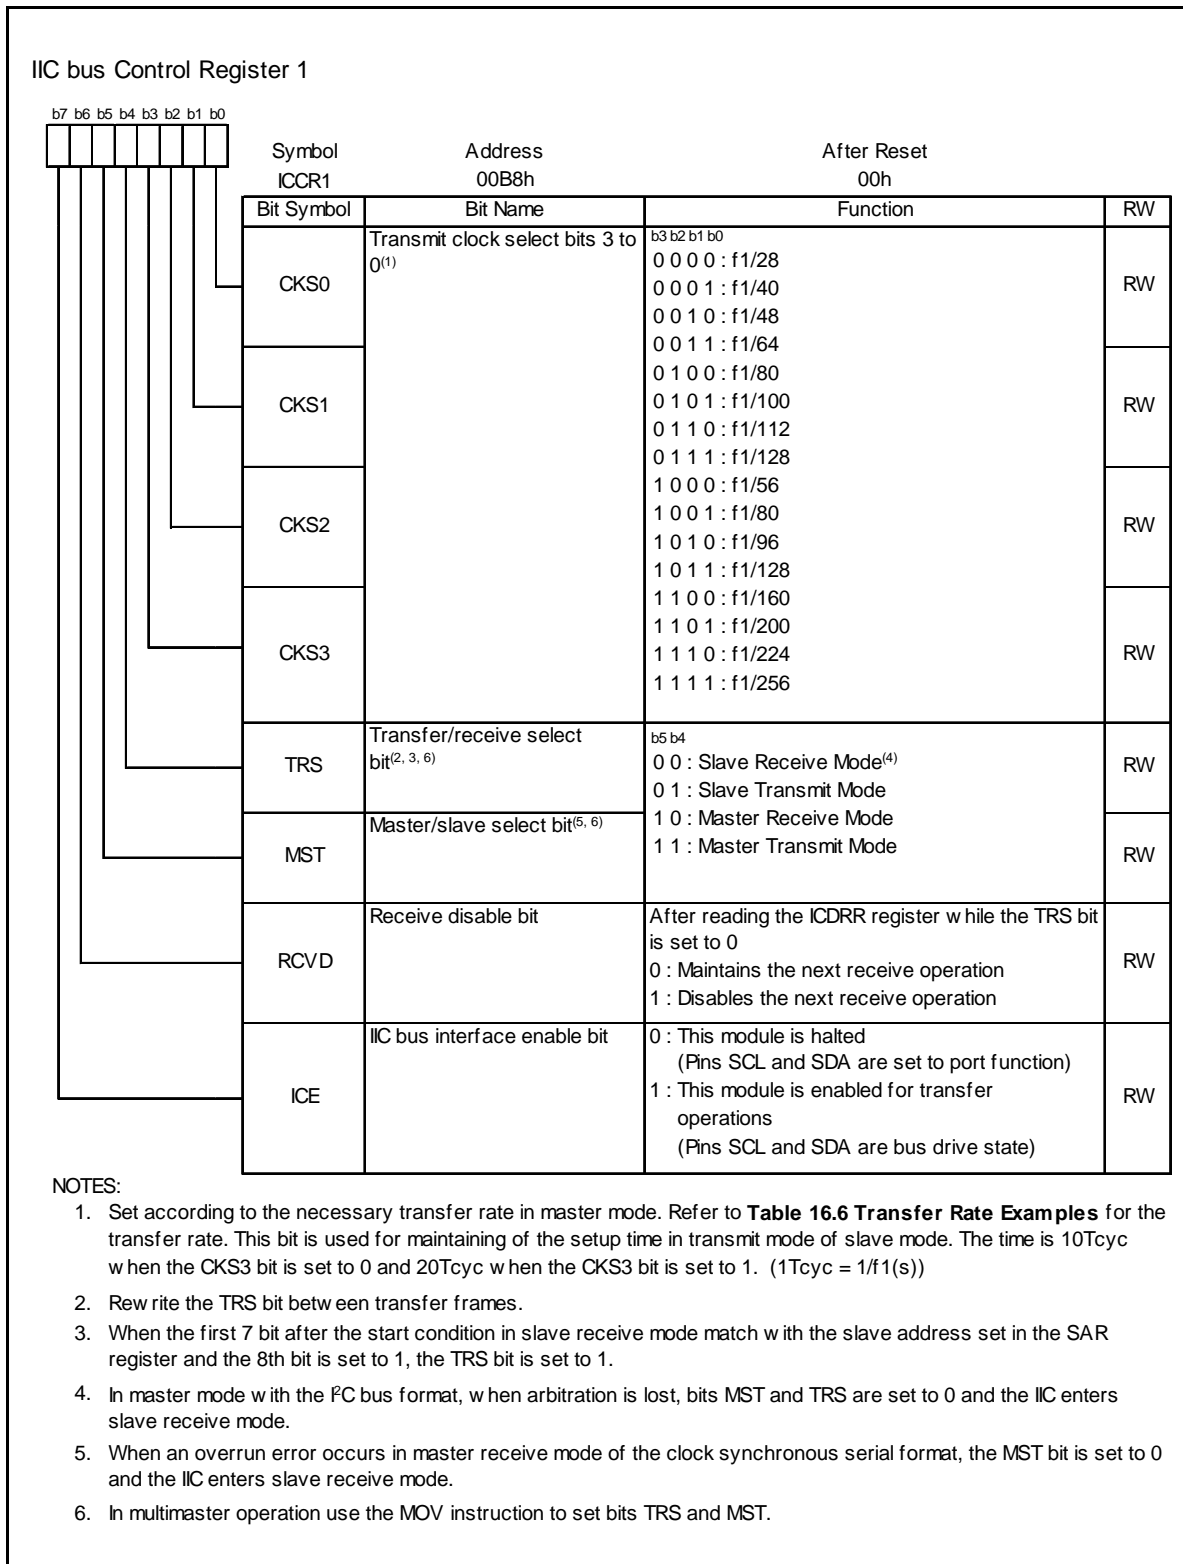 IIC bus Control Register 1
b7 b6 b5 b4 b3 b2 b1 b0
Symbol Address After Reset
ICCR1 00B8h 00h
Bit Symbol Bit Name Function RW
CKS0 RW
Transmit clock select bits 3 to
0(1)
b3 b2 b1 b0
0 0 0 0 : f1/28
0 0 0 1 : f1/40
0 0 1 0 : f1/48
0 0 1 1 : f1/64
0 1 0 0 : f1/80
0 1 0 1 : f1/100
0 1 1 0 : f1/112
0 1 1 1 : f1/128
1 0 0 0 : f1/56
1 0 0 1 : f1/80
1 0 1 0 : f1/96
1 0 1 1 : f1/128
1 1 0 0 : f1/160
1 1 0 1 : f1/200
1 1 1 0 : f1/224
1 1 1 1 : f1/256
CKS1 RW
CKS2 RW
CKS3 RW
TRS RW
Transfer/receive select
bit(2, 3, 6)
b5 b4
0 0 : Slave Receive Mode(4)
0 1 : Slave Transmit Mode
1 0 : Master Receive Mode
1 1 : Master Transmit Mode
MST RW
Master/slave select bit(5, 6)
RCVD RW
Receive disable bit
After reading the ICDRR register while the TRS bit
is set to 0
0 : Maintains the next receive operation
1 : Disables the next receive operation
ICE RW
IIC bus interface enable bit
0 : This module is halted
(Pins SCL and SDA are set to port function)
1 : This module is enabled for transfer
operations
(Pins SCL and SDA are bus drive state)
NOTES:
1. Set according to the necessary transfer rate in master mode. Refer to Table 16.6 Transfer Rate Examples for the
transfer rate. This bit is used for maintaining of the setup time in transmit mode of slave mode. The time is 10Tcyc
when the CKS3 bit is set to 0 and 20Tcyc when the CKS3 bit is set to 1. (1Tcyc = 1/f1(s))
2. Rewrite the TRS bit between transfer frames.
3. When the first 7 bit after the start condition in slave receive mode match with the slave address set in the SAR
register and the 8th bit is set to 1, the TRS bit is set to 1.
4. In master mode with the I²C bus format, when arbitration is lost, bits MST and TRS are set to 0 and the IIC enters
slave receive mode.
5. When an overrun error occurs in master receive mode of the clock synchronous serial format, the MST bit is set to 0
and the IIC enters slave receive mode.
6. In multimaster operation use the MOV instruction to set bits TRS and MST.